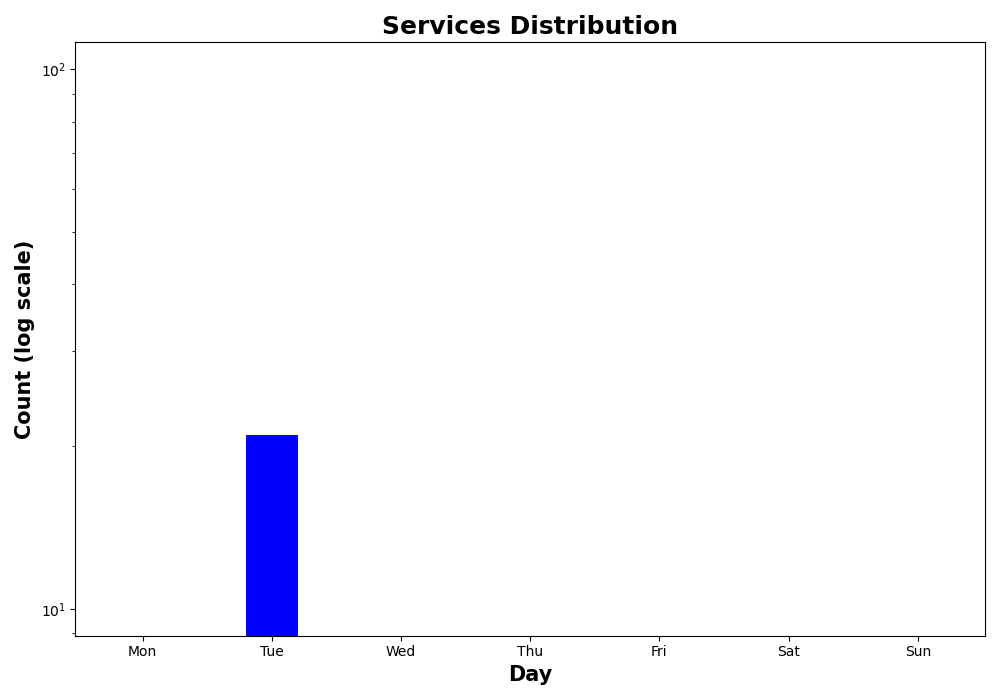 Services Distribution
Count (log scale)
10²
10¹
Mon Tue Wed Thu Fri Sat Sun
Day